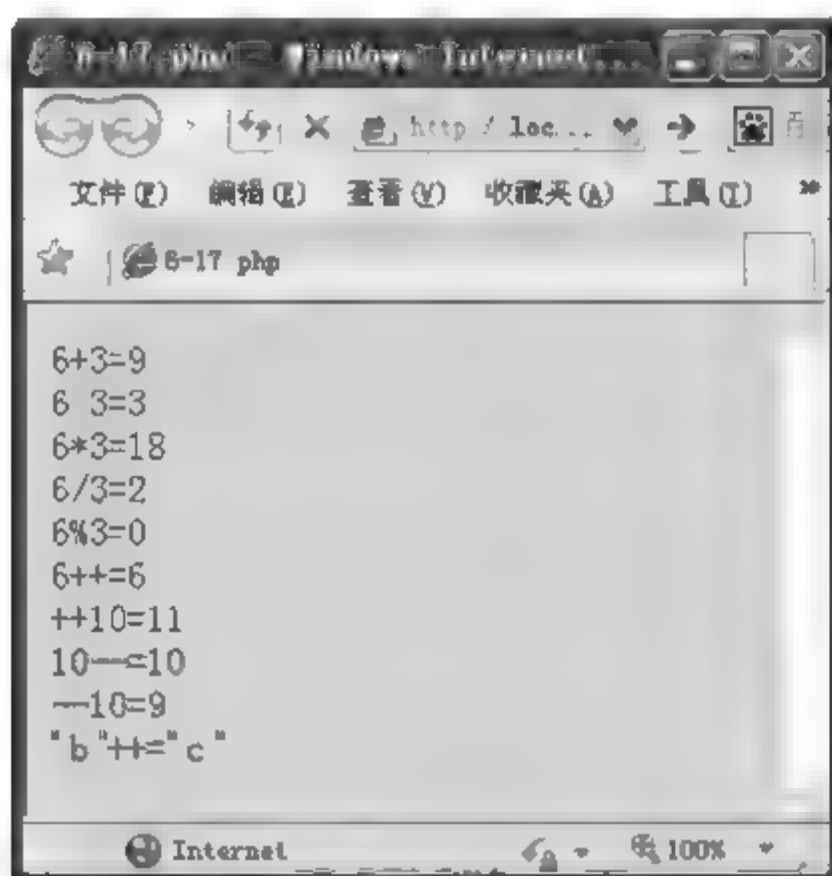 6-17.php - Windows Internet...
http / loc...
文件(F) 编辑(E) 查看(V) 收藏夹(A) 工具(T) »
6-17 php
6+3=9
6 3=3
6*3=18
6/3=2
6%3=0
6++=6
++10=11
10--=10
--10=9
"b"++="c"
Internet 100%